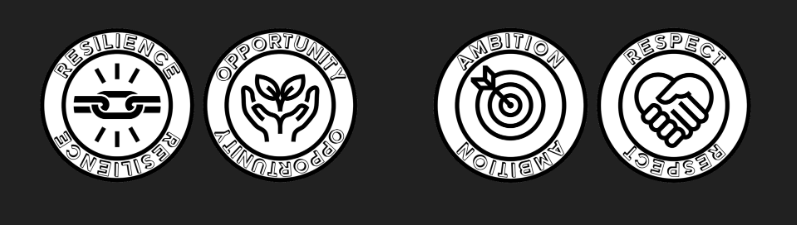 RESILIENCE
RESILIENCE
OPPORTUNITY
OPPORTUNITY
AMBITION
AMBITION
RESPECT
RESPECT